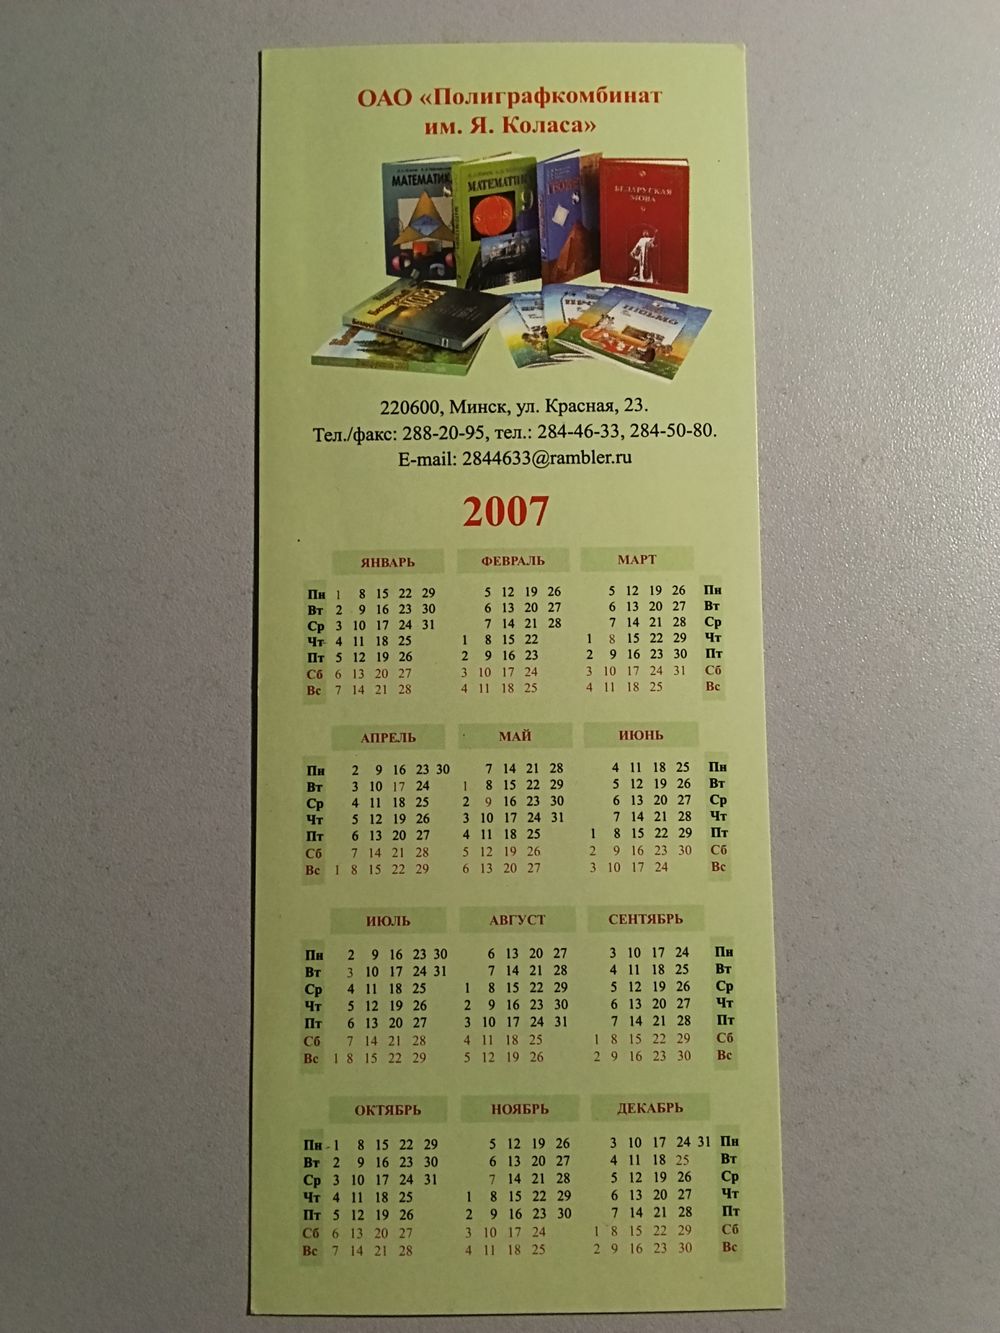 ОАО «Полиграфкомбинат
им. Я. Коласа»
МАТЕМАТИКА
8
МАТЕМАТИКА
9
8
БЕЛАРУСКАЯ
МОВА
ПИСЬМО
220600, Минск, ул. Красная, 23.
Тел./факс: 288-20-95, тел.: 284-46-33, 284-50-80.
E-mail: 2844633@rambler.ru
2007
ЯНВАРЬ ФЕВРАЛЬ МАРТ
Пн 1 8 15 22 29 5 12 19 26 5 12 19 26 Пн
Вт 2 9 16 23 30 6 13 20 27 6 13 20 27 Вт
Ср 3 10 17 24 31 7 14 21 28 7 14 21 28 Ср
Чт 4 11 18 25 1 8 15 22 1 8 15 22 29 Чт
Пт 5 12 19 26 2 9 16 23 2 9 16 23 30 Пт
Сб 6 13 20 27 3 10 17 24 3 10 17 24 31 Сб
Вс 7 14 21 28 4 11 18 25 4 11 18 25 Вс
АПРЕЛЬ МАЙ ИЮНЬ
Пн 2 9 16 23 30 7 14 21 28 4 11 18 25 Пн
Вт 3 10 17 24 1 8 15 22 29 5 12 19 26 Вт
Ср 4 11 18 25 2 9 16 23 30 6 13 20 27 Ср
Чт 5 12 19 26 3 10 17 24 31 7 14 21 28 Чт
Пт 6 13 20 27 4 11 18 25 1 8 15 22 29 Пт
Сб 7 14 21 28 5 12 19 26 2 9 16 23 30 Сб
Вс 1 8 15 22 29 6 13 20 27 3 10 17 24 Вс
ИЮЛЬ АВГУСТ СЕНТЯБРЬ
Пн 2 9 16 23 30 6 13 20 27 3 10 17 24 Пн
Вт 3 10 17 24 31 7 14 21 28 4 11 18 25 Вт
Ср 4 11 18 25 1 8 15 22 29 5 12 19 26 Ср
Чт 5 12 19 26 2 9 16 23 30 6 13 20 27 Чт
Пт 6 13 20 27 3 10 17 24 31 7 14 21 28 Пт
Сб 7 14 21 28 4 11 18 25 1 8 15 22 29 Сб
Вс 1 8 15 22 29 5 12 19 26 2 9 16 23 30 Вс
ОКТЯБРЬ НОЯБРЬ ДЕКАБРЬ
Пн 1 8 15 22 29 5 12 19 26 3 10 17 24 31 Пн
Вт 2 9 16 23 30 6 13 20 27 4 11 18 25 Вт
Ср 3 10 17 24 31 7 14 21 28 5 12 19 26 Ср
Чт 4 11 18 25 1 8 15 22 29 6 13 20 27 Чт
Пт 5 12 19 26 2 9 16 23 30 7 14 21 28 Пт
Сб 6 13 20 27 3 10 17 24 1 8 15 22 29 Сб
Вс 7 14 21 28 4 11 18 25 2 9 16 23 30 Вс